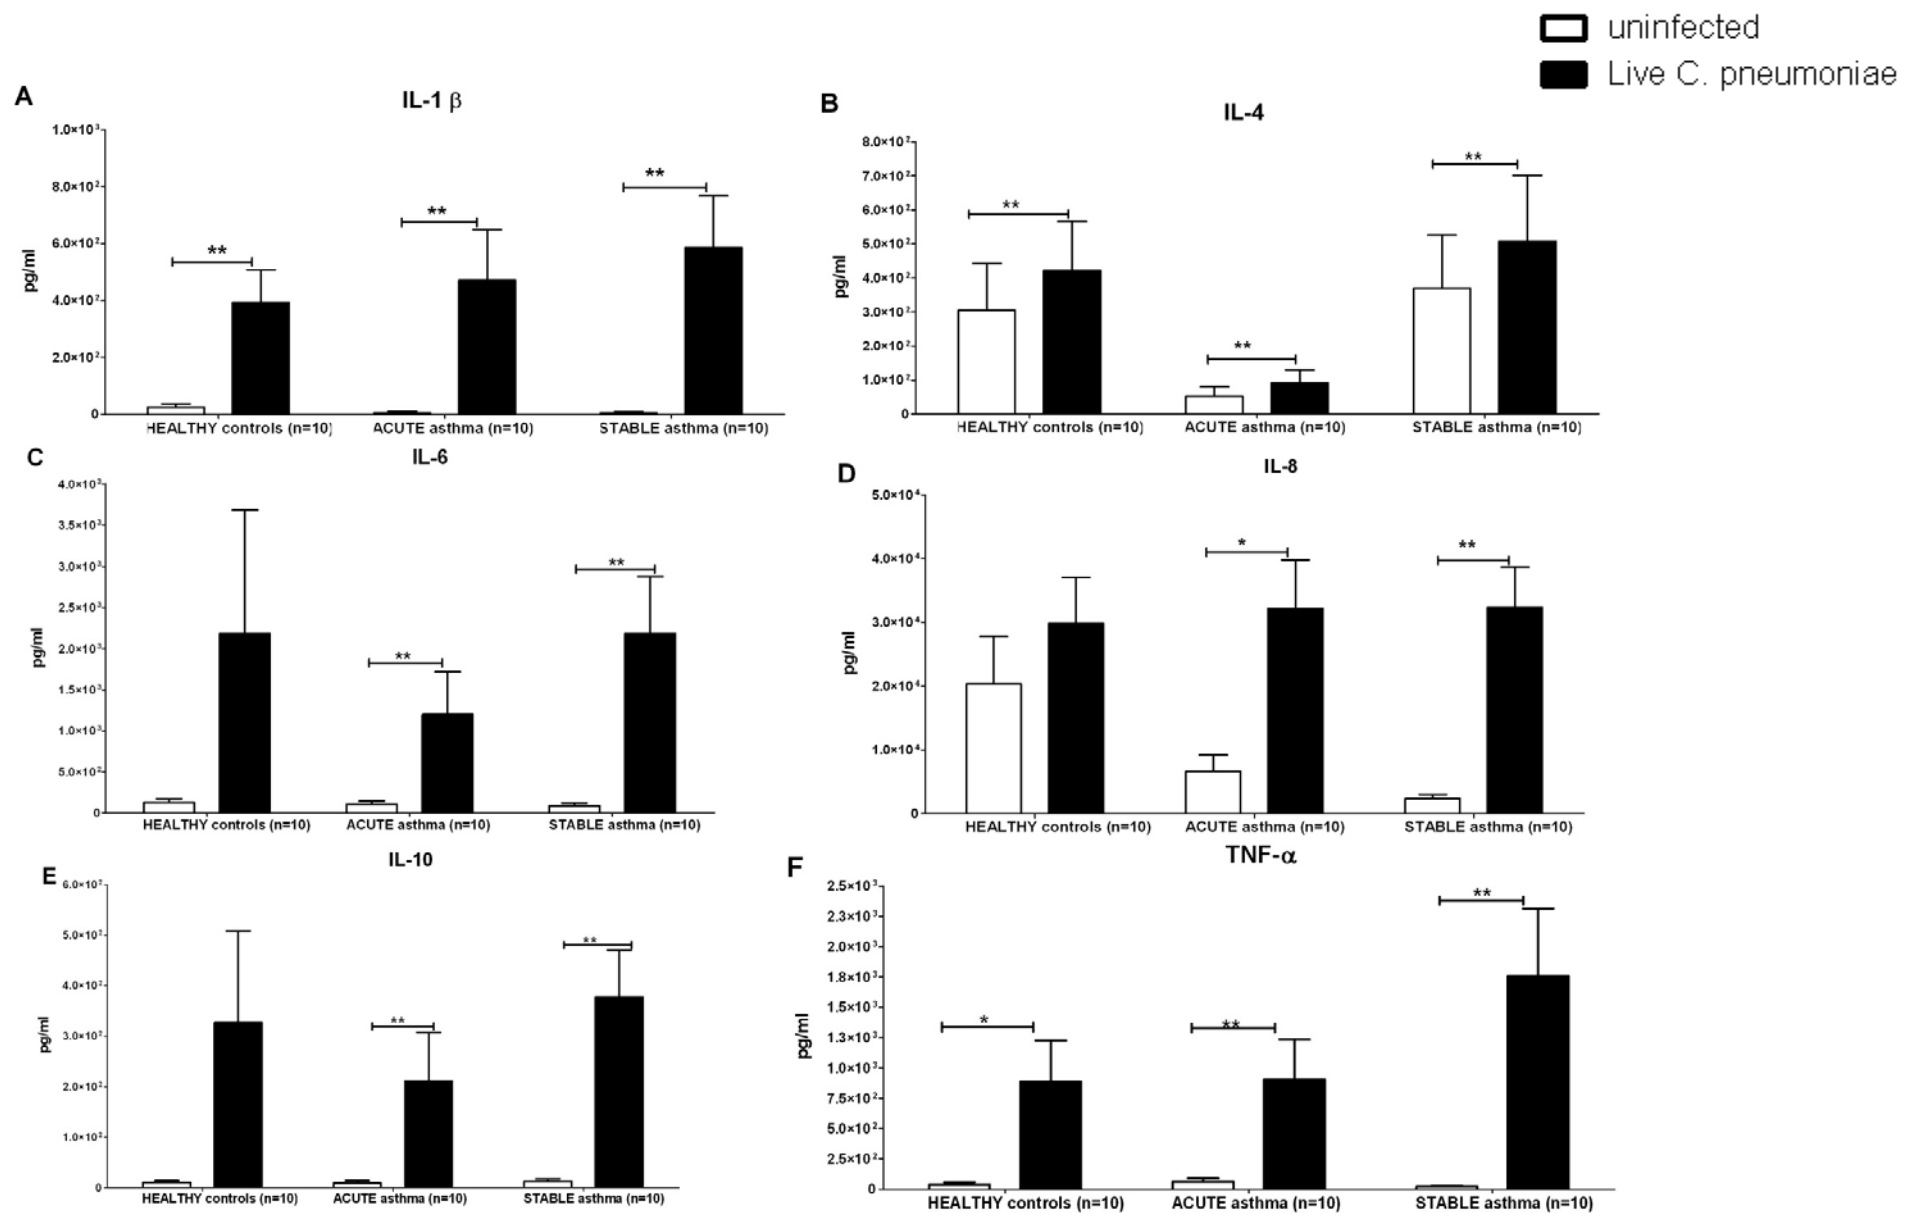 uninfected
Live C. pneumoniae
A
IL-1 β
1.0×10³
8.0×10²
6.0×10²
4.0×10²
2.0×10²
0
pg/ml
**
**
**
HEALTHY controls (n=10)
ACUTE asthma (n=10)
STABLE asthma (n=10)
B
IL-4
8.0×10²
7.0×10²
6.0×10²
5.0×10²
4.0×10²
3.0×10²
2.0×10²
1.0×10²
0
pg/ml
**
**
**
HEALTHY controls (n=10)
ACUTE asthma (n=10)
STABLE asthma (n=10)
C
IL-6
4.0×10³
3.5×10³
3.0×10³
2.5×10³
2.0×10³
1.5×10³
1.0×10³
5.0×10²
0
pg/ml
**
**
HEALTHY controls (n=10)
ACUTE asthma (n=10)
STABLE asthma (n=10)
D
IL-8
5.0×10⁴
4.0×10⁴
3.0×10⁴
2.0×10⁴
1.0×10⁴
0
pg/ml
*
**
HEALTHY controls (n=10)
ACUTE asthma (n=10)
STABLE asthma (n=10)
E
IL-10
6.0×10²
5.0×10²
4.0×10²
3.0×10²
2.0×10²
1.0×10²
0
pg/ml
**
**
HEALTHY controls (n=10)
ACUTE asthma (n=10)
STABLE asthma (n=10)
F
TNF-α
2.5×10³
2.3×10³
2.0×10³
1.8×10³
1.5×10³
1.3×10³
1.0×10³
7.5×10²
5.0×10²
2.5×10²
0
pg/ml
*
**
**
HEALTHY controls (n=10)
ACUTE asthma (n=10)
STABLE asthma (n=10)